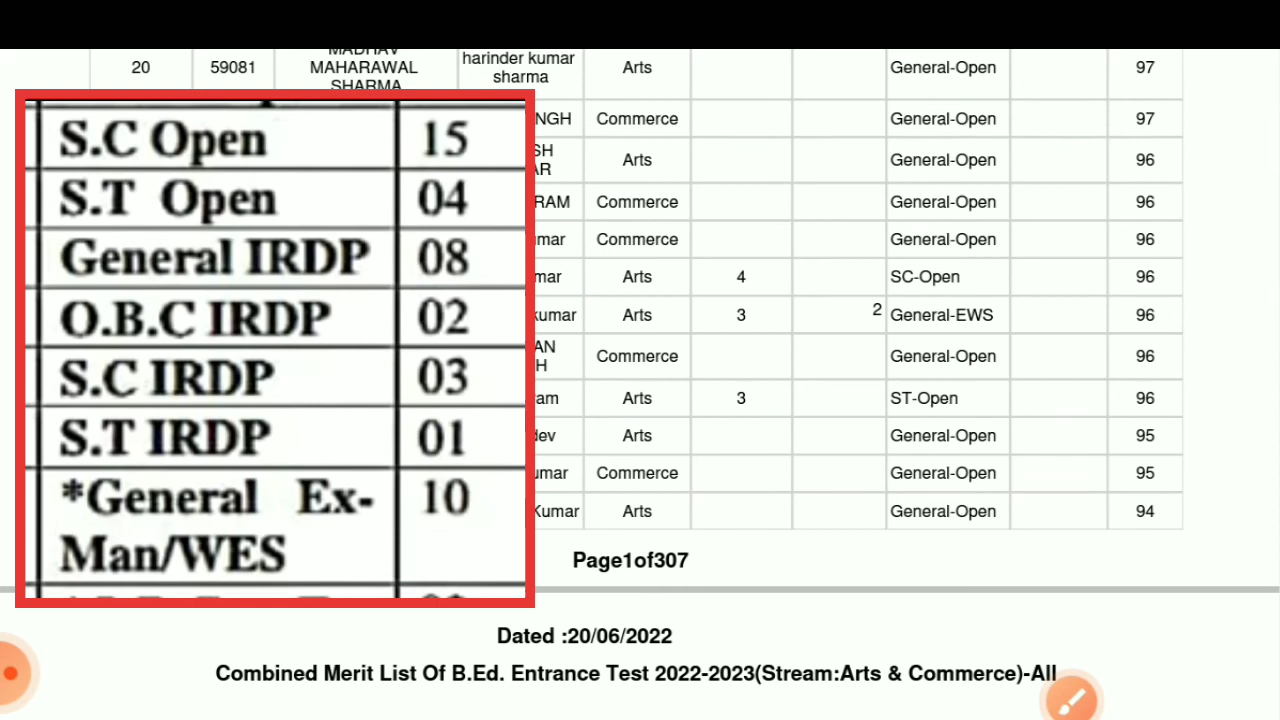 20 59081 MADHAV MAHARAWAL SHARMA harinder kumar sharma Arts General-Open 97
NGH Commerce General-Open 97
SH AR Arts General-Open 96
RAM Commerce General-Open 96
mar Commerce General-Open 96
mar Arts 4 SC-Open 96
kumar Arts 3 2 General-EWS 96
AN H Commerce General-Open 96
am Arts 3 ST-Open 96
dev Arts General-Open 95
umar Commerce General-Open 95
Kumar Arts General-Open 94
S.C Open 15
S.T Open 04
General IRDP 08
O.B.C IRDP 02
S.C IRDP 03
S.T IRDP 01
*General Ex- 10
Man/WES
Page1of307
Dated :20/06/2022
Combined Merit List Of B.Ed. Entrance Test 2022-2023(Stream:Arts & Commerce)-All